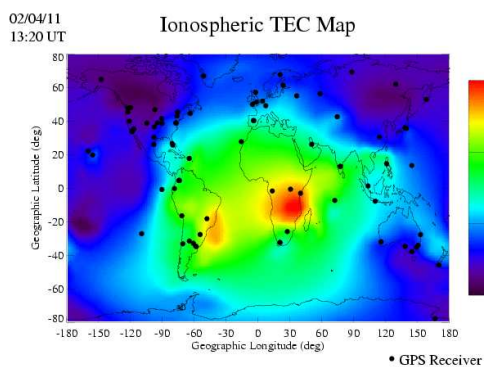 02/04/11
13:20 UT
Ionospheric TEC Map
Geographic Latitude (deg)
80
60
40
20
0
-20
-40
-60
-80
-180 -150 -120 -90 -60 -30 0 30 60 90 120 150 180
Geographic Longitude (deg)
GPS Receiver